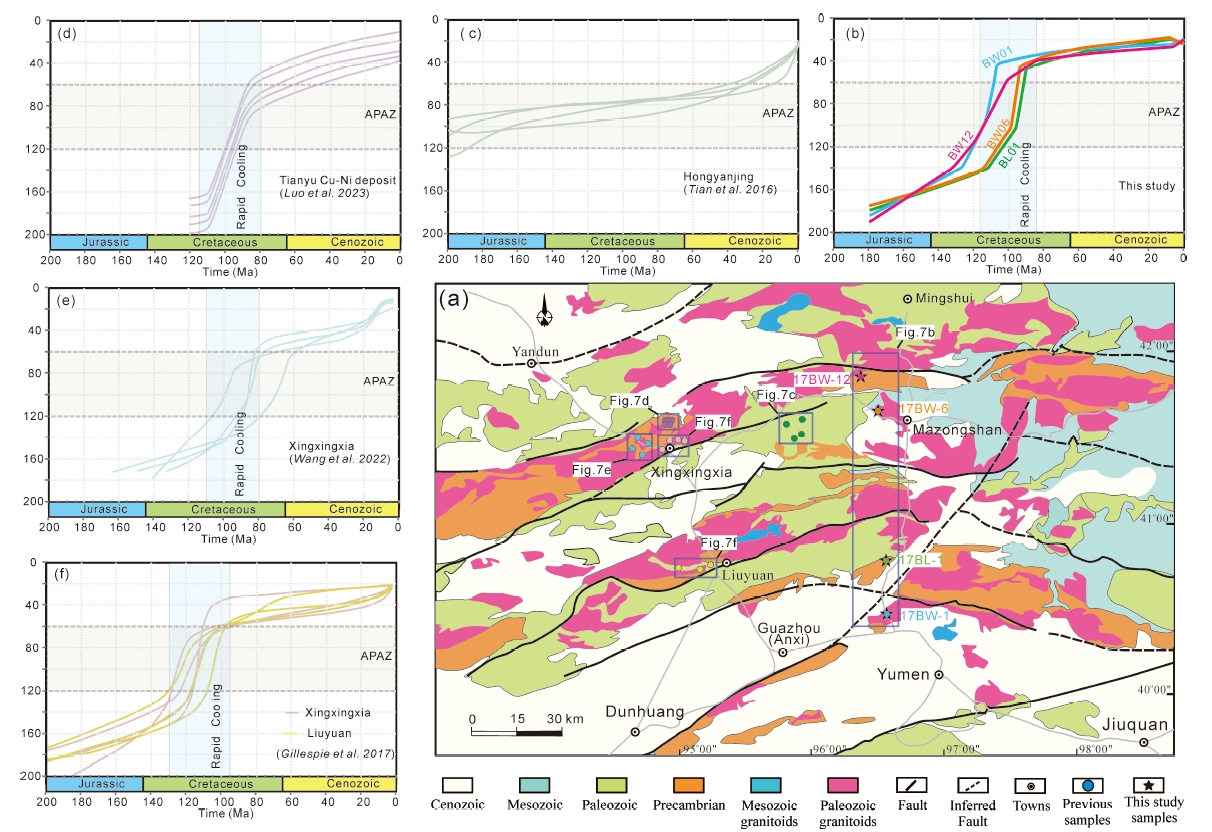 (d)
0
40
80
120
160
200
APAZ
Rapid Cooling
Tianyu Cu-Ni deposit
(Luo et al. 2023)
Jurassic
Cretaceous
Cenozoic
200 180 160 140 120 100 80 60 40 20 0
Time (Ma)
(c)
0
40
80
120
160
200
APAZ
Hongyanjing
(Tian et al. 2016)
Jurassic
Cretaceous
Cenozoic
200 180 160 140 120 100 80 60 40 20 0
Time (Ma)
(b)
0
40
80
120
160
200
BW01
BW12
BW06
BL01
APAZ
Rapid Cooling
This study
Jurassic
Cretaceous
Cenozoic
200 180 160 140 120 100 80 60 40 20 0
Time (Ma)
(e)
0
40
80
120
160
200
APAZ
Rapid Cooling
Xingxingxia
(Wang et al. 2022)
Jurassic
Cretaceous
Cenozoic
200 180 160 140 120 100 80 60 40 20 0
Time (Ma)
(f)
0
40
80
120
160
200
APAZ
Rapid Cooling
Xingxingxia
Liuyuan
(Gillespie et al. 2017)
Jurassic
Cretaceous
Cenozoic
200 180 160 140 120 100 80 60 40 20 0
Time (Ma)
(a)
Mingshui
Fig.7b
Yandun
42°00"
17BW-12
Fig.7c
Fig.7d
Fig.7f
17BW-6
Mazongshan
Fig.7e
Xingxingxia
41°00"
Fig.7f
Liuyuan
17BL-1
17BW-1
Guazhou
(Anxi)
Yumen
40°00"
Dunhuang
Jiuquan
0 15 30 km
95°00"
96°00"
97°00"
98°00"
Cenozoic
Mesozoic
Paleozoic
Precambrian
Mesozoic
granitoids
Paleozoic
granitoids
Fault
Inferred
Fault
Towns
Previous
samples
This study
samples